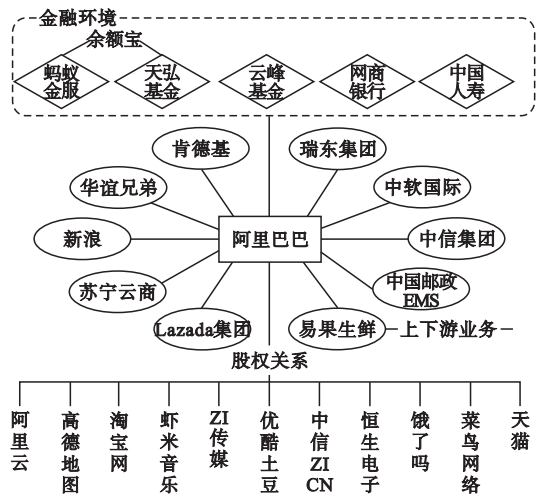 金融环境
余额宝
蚂蚁
金服
天弘
基金
云峰
基金
网商
银行
中国
人寿
肯德基
瑞东集团
华谊兄弟
中软国际
新浪
阿里巴巴
中信集团
苏宁云商
中国邮政
EMS
Lazada集团
易果生鲜
上下游业务
股权关系
阿里云
高德地图
淘宝网
虾米音乐
ZI传媒
优酷土豆
中信ZICN
恒生电子
饿了吗
菜鸟网络
天猫